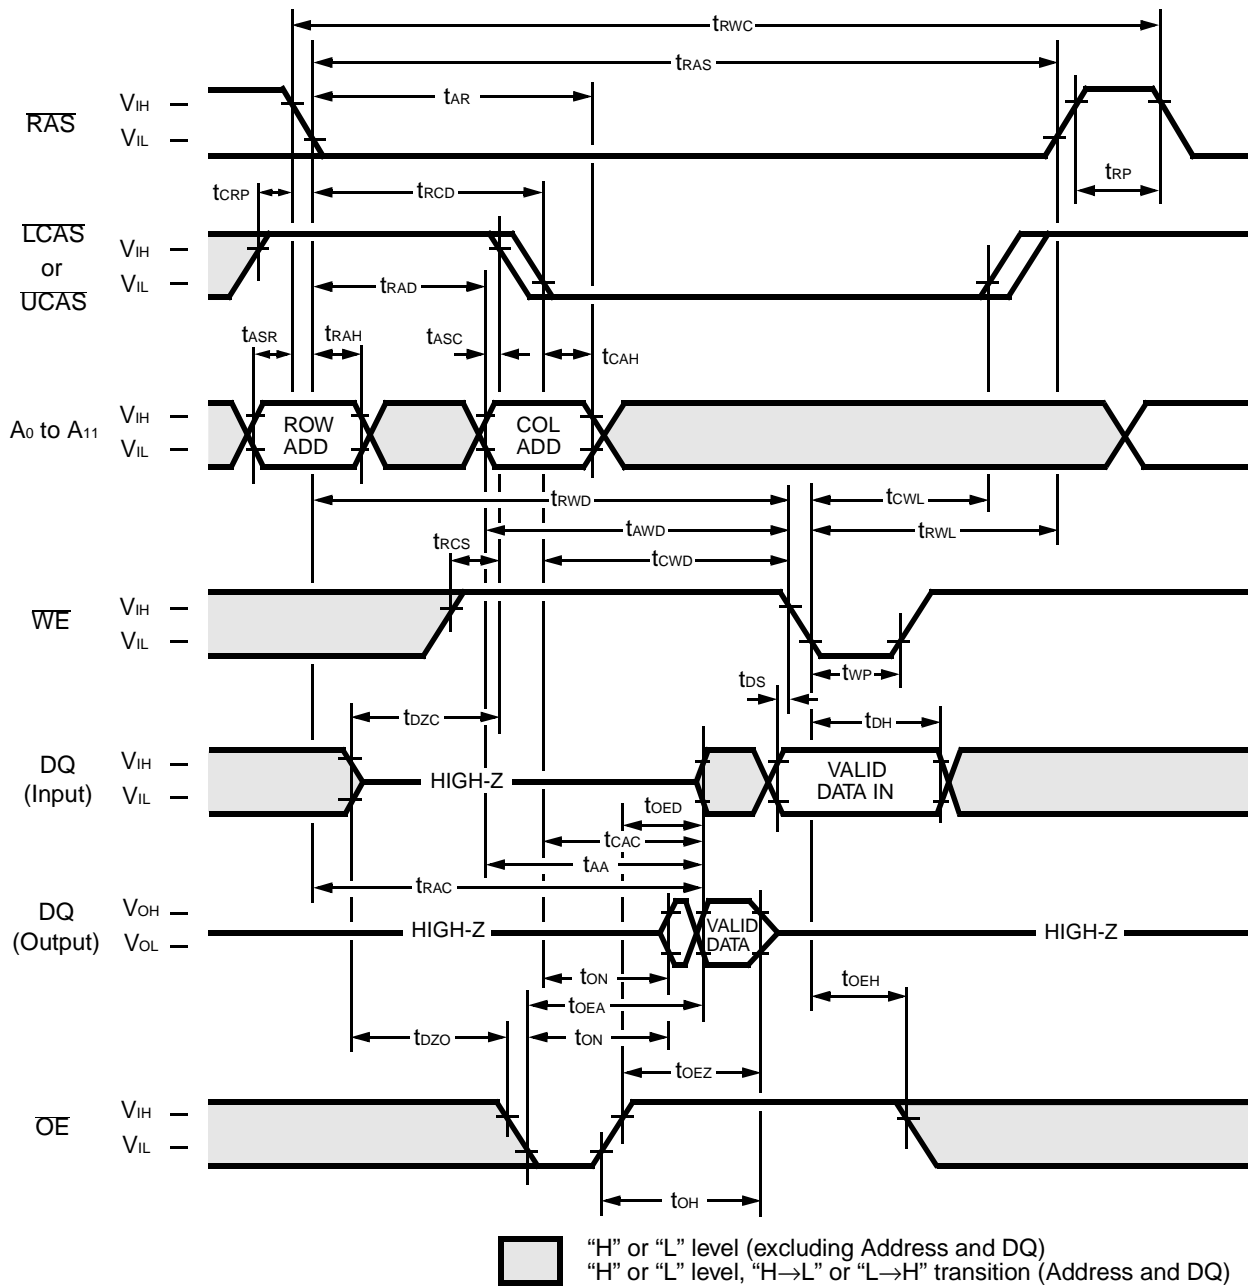 tRWC
tRAS
tAR
RAS
VIH
VIL
tRP
tCRP
tRCD
LCAS
or
UCAS
VIH
VIL
tRAD
tASR
tRAH
tASC
tCAH
A0 to A11
VIH
VIL
ROW
ADD
COL
ADD
tRWD
tCWL
tAWD
tRWL
tRCS
tCWD
WE
VIH
VIL
tWP
tDS
tDZC
tDH
DQ
(Input)
VIH
VIL
HIGH-Z
VALID
DATA IN
tOED
tCAC
tAA
tRAC
DQ
(Output)
VOH
VOL
HIGH-Z
VALID
DATA
HIGH-Z
tON
tOEH
tOEA
tDZO
tON
tOEZ
OE
VIH
VIL
tOH
“H” or “L” level (excluding Address and DQ)
“H” or “L” level, “H→L” or “L→H” transition (Address and DQ)